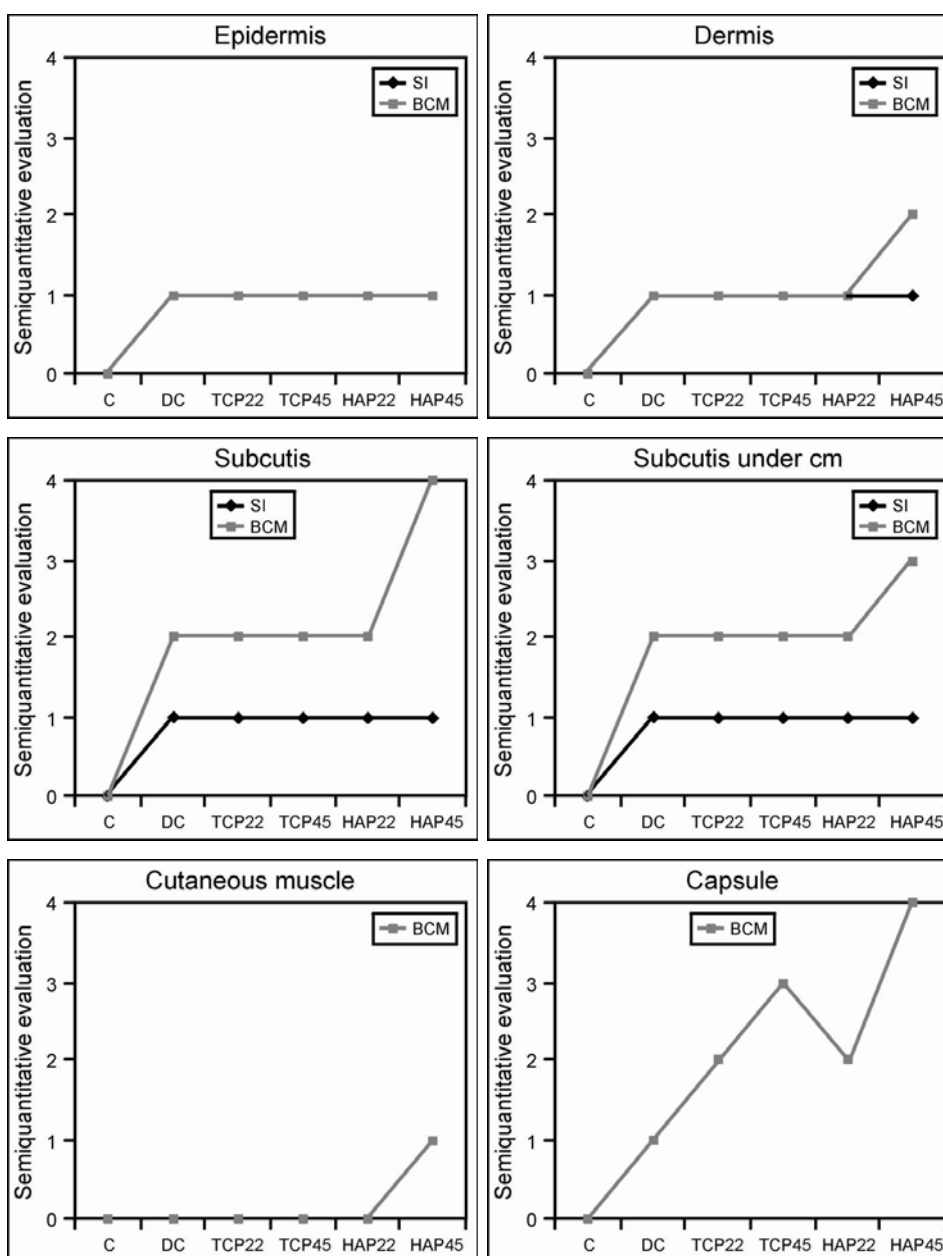 Epidermis
Semiquantitative evaluation
4
3
2
1
0
SI
BCM
C DC TCP22 TCP45 HAP22 HAP45
Dermis
Semiquantitative evaluation
4
3
2
1
0
SI
BCM
C DC TCP22 TCP45 HAP22 HAP45
Subcutis
Semiquantitative evaluation
4
3
2
1
0
SI
BCM
C DC TCP22 TCP45 HAP22 HAP45
Subcutis under cm
Semiquantitative evaluation
4
3
2
1
0
SI
BCM
C DC TCP22 TCP45 HAP22 HAP45
Cutaneous muscle
Semiquantitative evaluation
4
3
2
1
0
BCM
C DC TCP22 TCP45 HAP22 HAP45
Capsule
Semiquantitative evaluation
4
3
2
1
0
BCM
C DC TCP22 TCP45 HAP22 HAP45